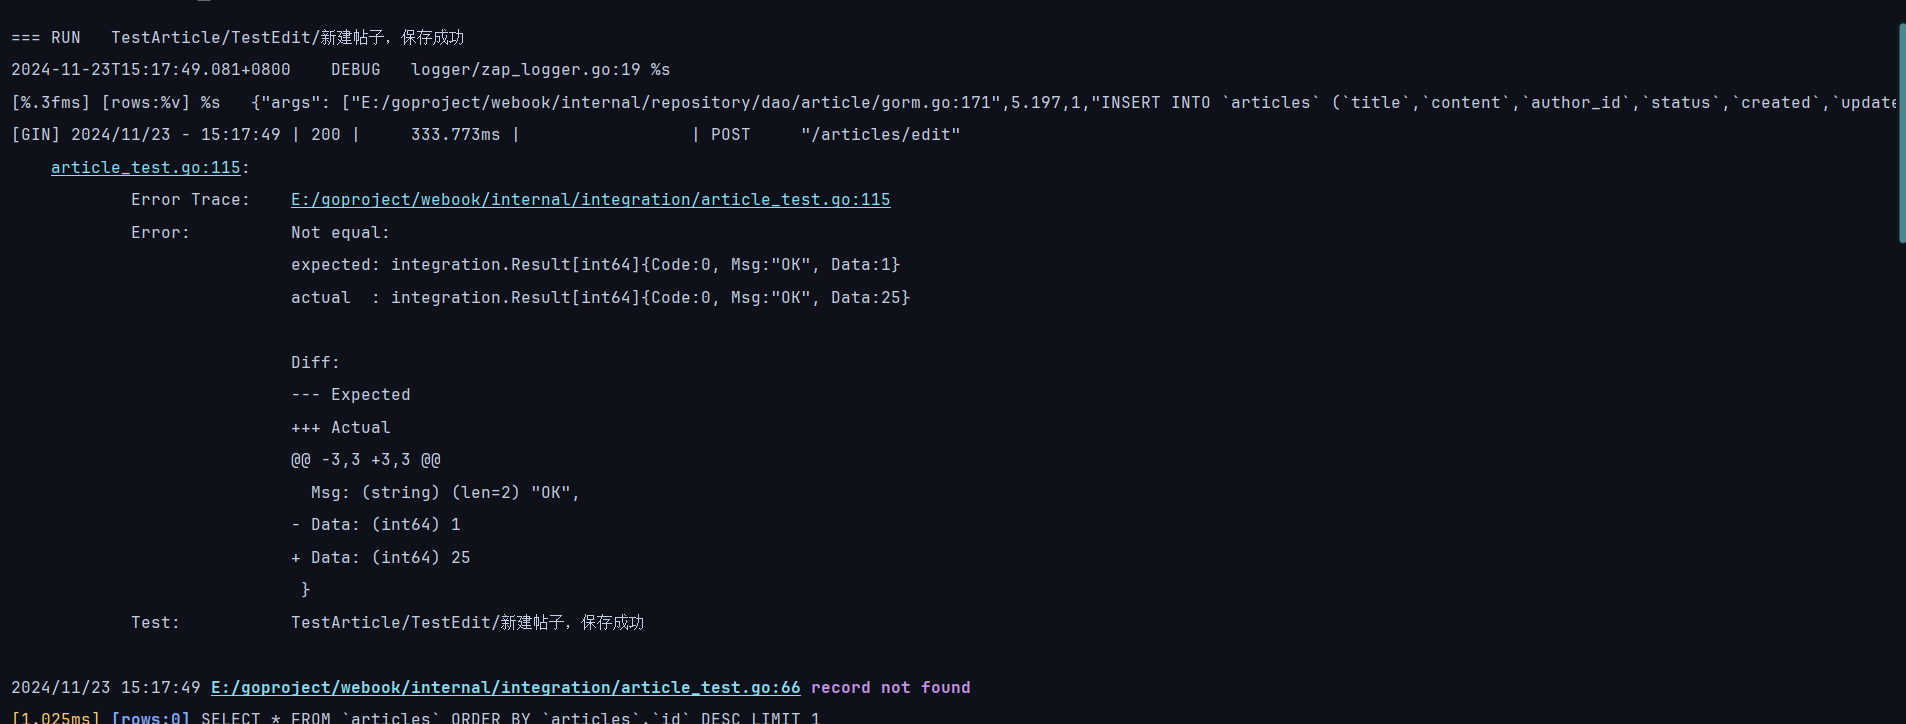 === RUN   TestArticle/TestEdit/新建帖子，保存成功
2024-11-23T15:17:49.081+0800    DEBUG   logger/zap_logger.go:19 %s
[%.3fms] [rows:%v] %s   {"args": ["E:/goproject/webook/internal/repository/dao/article/gorm.go:171",5.197,1,"INSERT INTO `articles` (`title`,`content`,`author_id`,`status`,`created`,`update
[GIN] 2024/11/23 - 15:17:49 | 200 |     333.773ms |                 | POST     "/articles/edit"
    article_test.go:115:
            Error Trace:    E:/goproject/webook/internal/integration/article_test.go:115
            Error:          Not equal:
                            expected: integration.Result[int64]{Code:0, Msg:"OK", Data:1}
                            actual  : integration.Result[int64]{Code:0, Msg:"OK", Data:25}
                            Diff:
                            --- Expected
                            +++ Actual
                            @@ -3,3 +3,3 @@
                              Msg: (string) (len=2) "OK",
                            - Data: (int64) 1
                            + Data: (int64) 25
                             }
            Test:           TestArticle/TestEdit/新建帖子，保存成功
2024/11/23 15:17:49 E:/goproject/webook/internal/integration/article_test.go:66 record not found
[1.025ms] [rows:0] SELECT * FROM `articles` ORDER BY `articles`.`id` DESC LIMIT 1